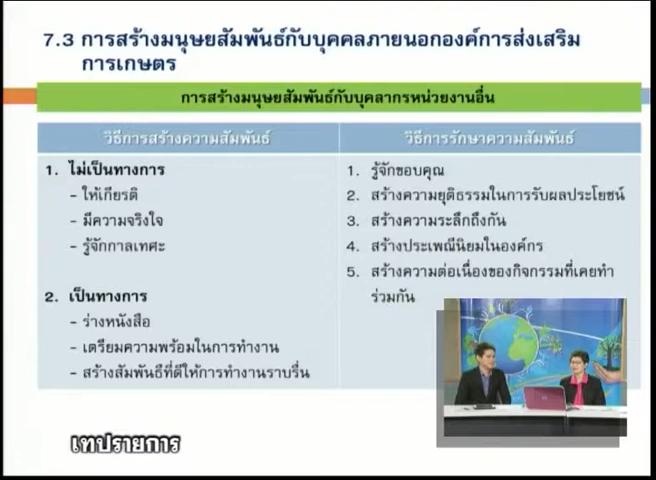 7.3 การสร้างมนุษยสัมพันธ์กับบุคคลภายนอกองค์การส่งเสริม
การเกษตร
การสร้างมนุษยสัมพันธ์กับบุคลากรหน่วยงานอื่น
วิธีการสร้างความสัมพันธ์
1. ไม่เป็นทางการ
- ให้เกียรติ
- มีความจริงใจ
- รู้จักกาลเทศะ
2. เป็นทางการ
- ร่างหนังสือ
- เตรียมความพร้อมในการทำงาน
- สร้างสัมพันธ์ที่ดีให้การทำงานราบรื่น
วิธีการรักษาความสัมพันธ์
1. รู้จักขอบคุณ
2. สร้างความยุติธรรมในการรับผลประโยชน์
3. สร้างความระลึกถึงกัน
4. สร้างประเพณีนิยมในองค์กร
5. สร้างความต่อเนื่องของกิจกรรมที่เคยทำ
ร่วมกัน
เทปรายการ